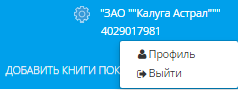 "ЗАО ""Калуга Астрал"""
4029017981
Профиль
ДОБАВИТЬ КНИГИ ПОК
Выйти